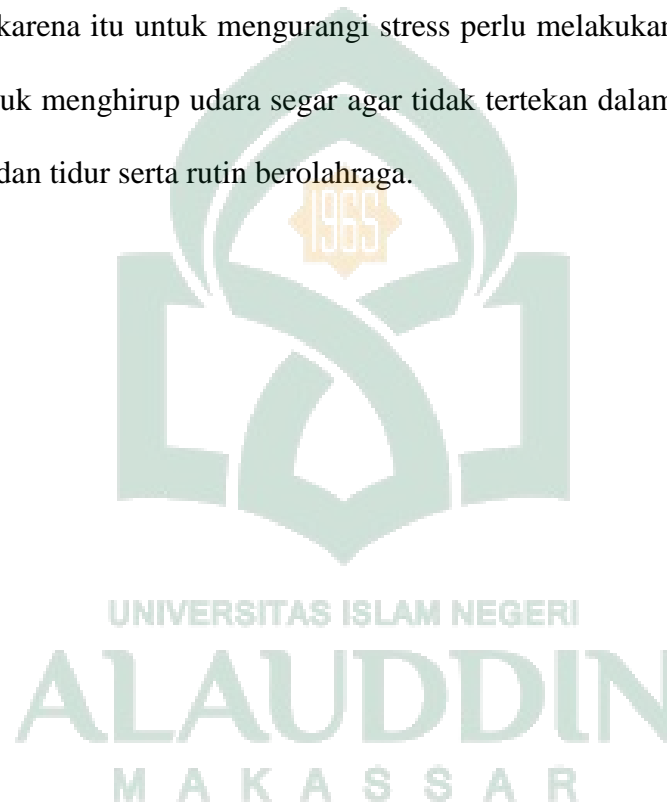 karena itu untuk mengurangi stress perlu melakukan
uk menghirup udara segar agar tidak tertekan dalam
dan tidur serta rutin berolahraga.
1965
UNIVERSITAS ISLAM NEGERI
ALAUDDIN
MAKASSAR